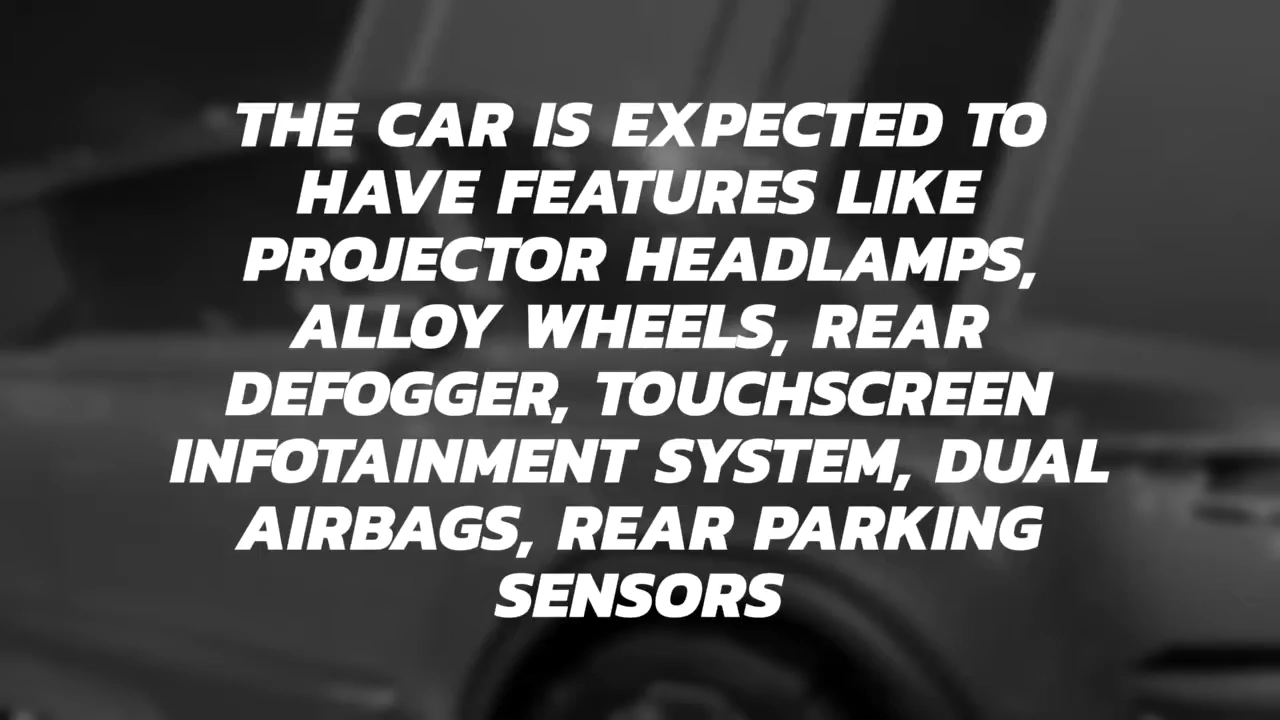 THE CAR IS EXPECTED TO
HAVE FEATURES LIKE
PROJECTOR HEADLAMPS,
ALLOY WHEELS, REAR
DEFOGGER, TOUCHSCREEN
INFOTAINMENT SYSTEM, DUAL
AIRBAGS, REAR PARKING
SENSORS